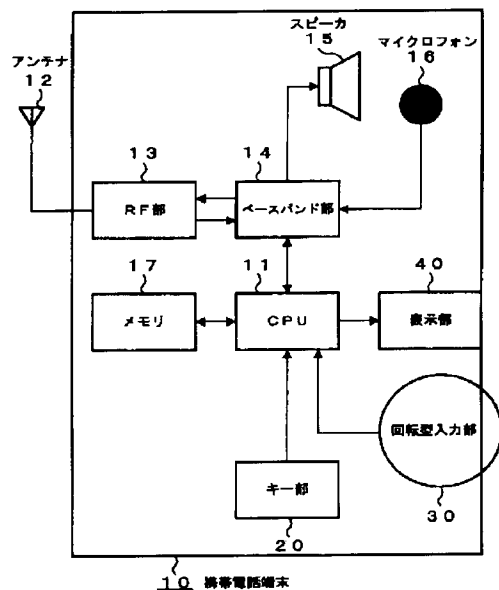 スピーカ
15
マイクロフォン
16
アンテナ
12
13
RF部
14
ベースバンド部
17
メモリ
11
CPU
40
表示部
回転型入力部
30
キー部
20
10 携帯電話端末